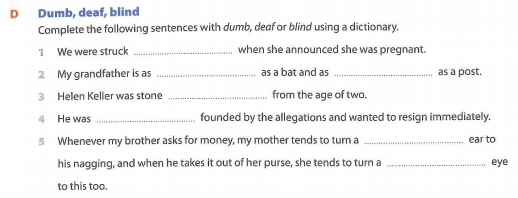 D Dumb, deaf, blind
Complete the following sentences with dumb, deaf or blind using a dictionary.
1 We were struck ................................ when she announced she was pregnant.
2 My grandfather is as ................................ as a bat and as ................................ as a post.
3 Helen Keller was stone ................................ from the age of two.
4 He was ................................ founded by the allegations and wanted to resign immediately.
5 Whenever my brother asks for money, my mother tends to turn a ................................ ear to
his nagging, and when he takes it out of her purse, she tends to turn a ................................ eye
to this too.